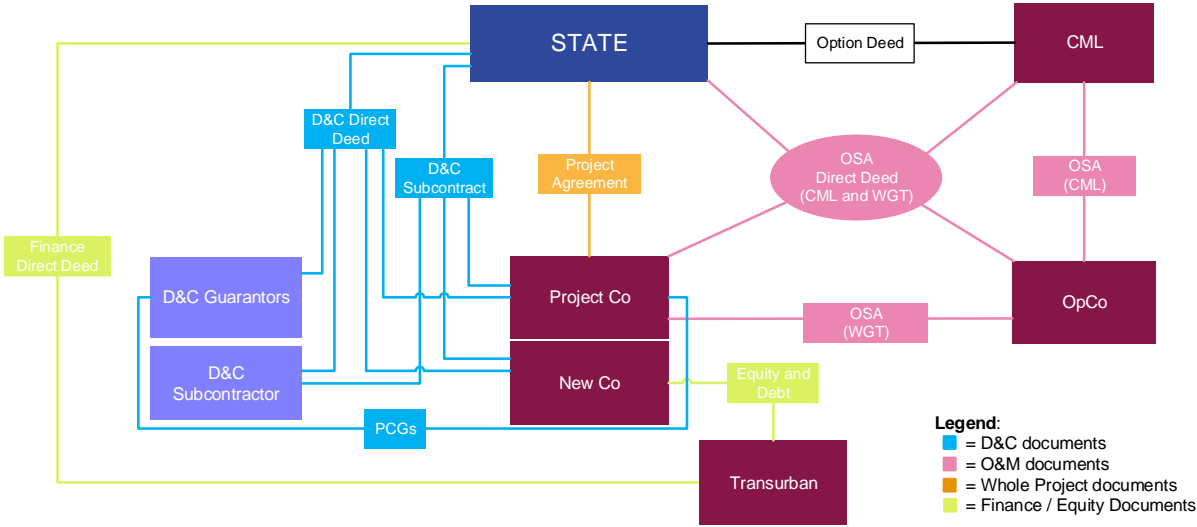 STATE
Option Deed
CML
D&C Direct
Deed
D&C
Subcontract
Project
Agreement
OSA
Direct Deed
(CML and WGT)
OSA
(CML)
Finance
Direct Deed
D&C Guarantors
Project Co
OSA
(WGT)
OpCo
D&C
Subcontractor
New Co
Equity and
Debt
PCGs
Transurban
Legend:
= D&C documents
= O&M documents
= Whole Project documents
= Finance / Equity Documents